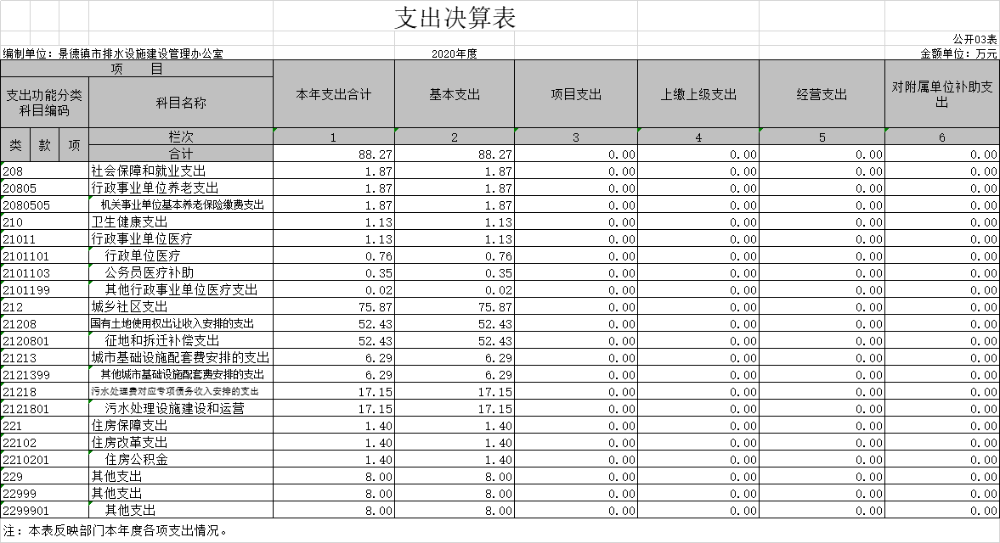 支出决算表
公开03表
编制单位：景德镇市排水设施建设管理办公室 2020年度 金额单位：万元
项 目 本年支出合计 基本支出 项目支出 上缴上级支出 经营支出 对附属单位补助支
出
支出功能分类
科目编码 科目名称
类 款 项 栏次 1 2 3 4 5 6
合计 88.27 88.27 0.00 0.00 0.00 0.00
208 社会保障和就业支出 1.87 1.87 0.00 0.00 0.00 0.00
20805 行政事业单位养老支出 1.87 1.87 0.00 0.00 0.00 0.00
2080505 机关事业单位基本养老保险缴费支出 1.87 1.87 0.00 0.00 0.00 0.00
210 卫生健康支出 1.13 1.13 0.00 0.00 0.00 0.00
21011 行政事业单位医疗 1.13 1.13 0.00 0.00 0.00 0.00
2101101 行政单位医疗 0.76 0.76 0.00 0.00 0.00 0.00
2101103 公务员医疗补助 0.35 0.35 0.00 0.00 0.00 0.00
2101199 其他行政事业单位医疗支出 0.02 0.02 0.00 0.00 0.00 0.00
212 城乡社区支出 75.87 75.87 0.00 0.00 0.00 0.00
21208 国有土地使用权出让收入安排的支出 52.43 52.43 0.00 0.00 0.00 0.00
2120801 征地和拆迁补偿支出 52.43 52.43 0.00 0.00 0.00 0.00
21213 城市基础设施配套费安排的支出 6.29 6.29 0.00 0.00 0.00 0.00
2121399 其他城市基础设施配套费安排的支出 6.29 6.29 0.00 0.00 0.00 0.00
21218 污水处理费对应专项债务收入安排的支出 17.15 17.15 0.00 0.00 0.00 0.00
2121801 污水处理设施建设和运营 17.15 17.15 0.00 0.00 0.00 0.00
221 住房保障支出 1.40 1.40 0.00 0.00 0.00 0.00
22102 住房改革支出 1.40 1.40 0.00 0.00 0.00 0.00
2210201 住房公积金 1.40 1.40 0.00 0.00 0.00 0.00
229 其他支出 8.00 8.00 0.00 0.00 0.00 0.00
22999 其他支出 8.00 8.00 0.00 0.00 0.00 0.00
2299901 其他支出 8.00 8.00 0.00 0.00 0.00 0.00
注：本表反映部门本年度各项支出情况。